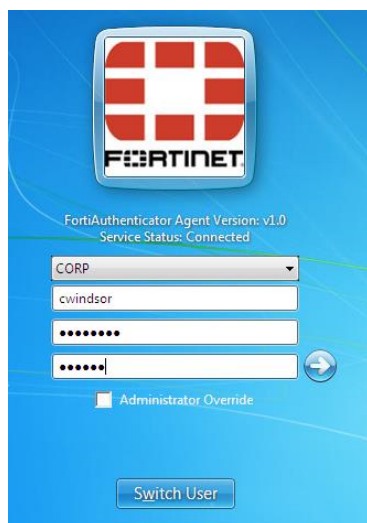 FORTINET
FortiAuthenticator Agent Version: v1.0
Service Status: Connected
CORP
cwindsor
••••••••
••••••
Administrator Override
Switch User